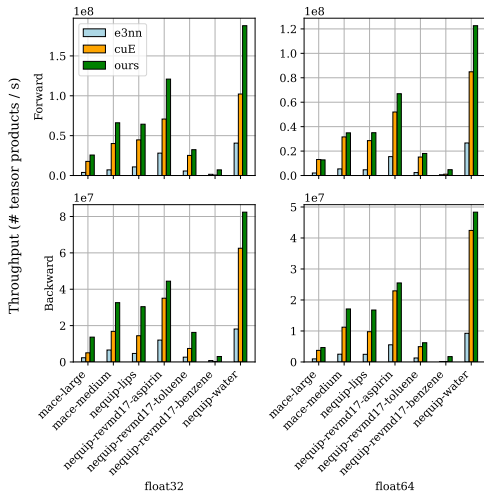 1e8
e3nn
cuE
ours
1.5
1.0
0.5
0.0
Forward
1e8
1.2
1.0
0.8
0.6
0.4
0.2
0.0
Throughput (# tensor products / s)
1e7
8
6
4
2
0
Backward
mace-large
mace-medium
nequip-lips
nequip-revmd17-aspirin
nequip-revmd17-toluene
nequip-revmd17-benzene
nequip-water
float32
1e7
5
4
3
2
1
0
mace-large
mace-medium
nequip-lips
nequip-revmd17-aspirin
nequip-revmd17-toluene
nequip-revmd17-benzene
nequip-water
float64